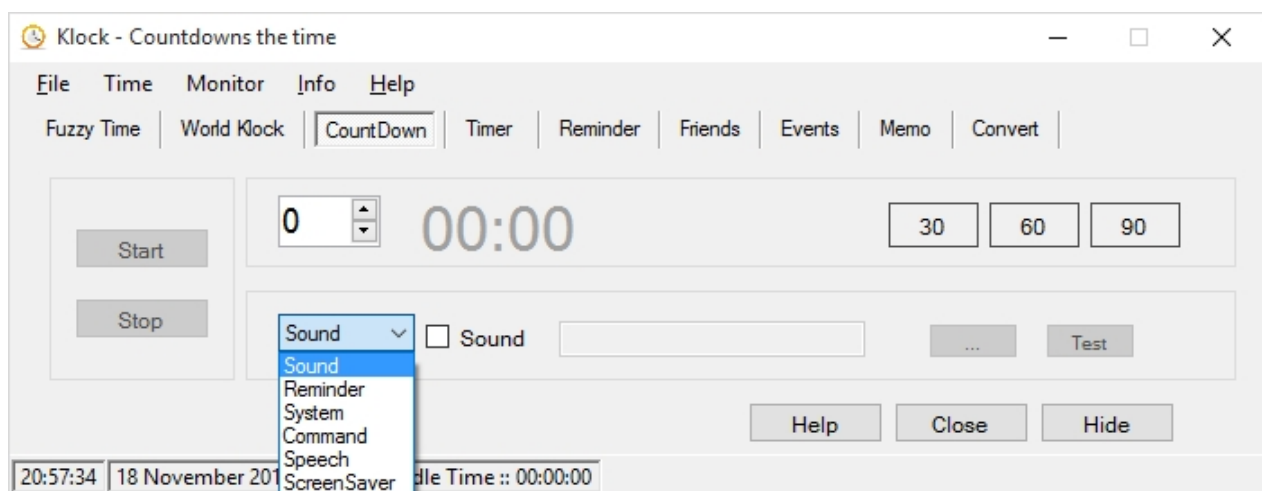 Klock - Countdowns the time
File Time Monitor Info Help
Fuzzy Time World Klock CountDown Timer Reminder Friends Events Memo Convert
0 00:00 30 60 90
Start
Stop
Sound Sound ... Test
Sound
Reminder
System
Command
Speech
ScreenSaver
Help Close Hide
20:57:34 18 November 201 dle Time :: 00:00:00